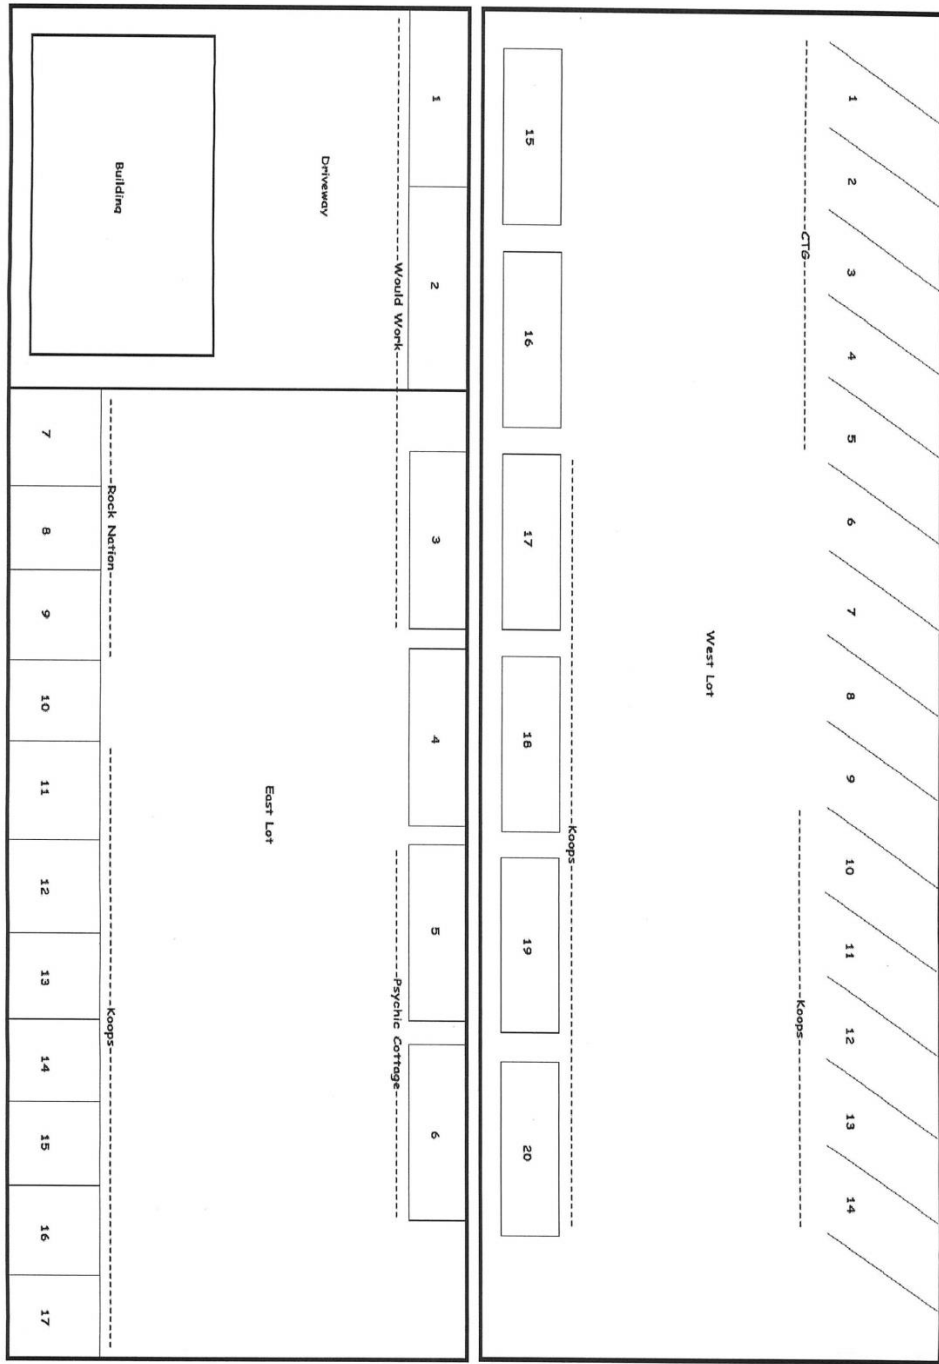 1 2 3 4 5 6 7 8 9 10 11 12 13 14
CTG
Koops
West Lot
Koops
15 16 17 18 19 20
1 2 3 4 5 6
Would Work
Psychic Cottage
Driveway
East Lot
Building
Rock Nation
Koops
7 8 9 10 11 12 13 14 15 16 17